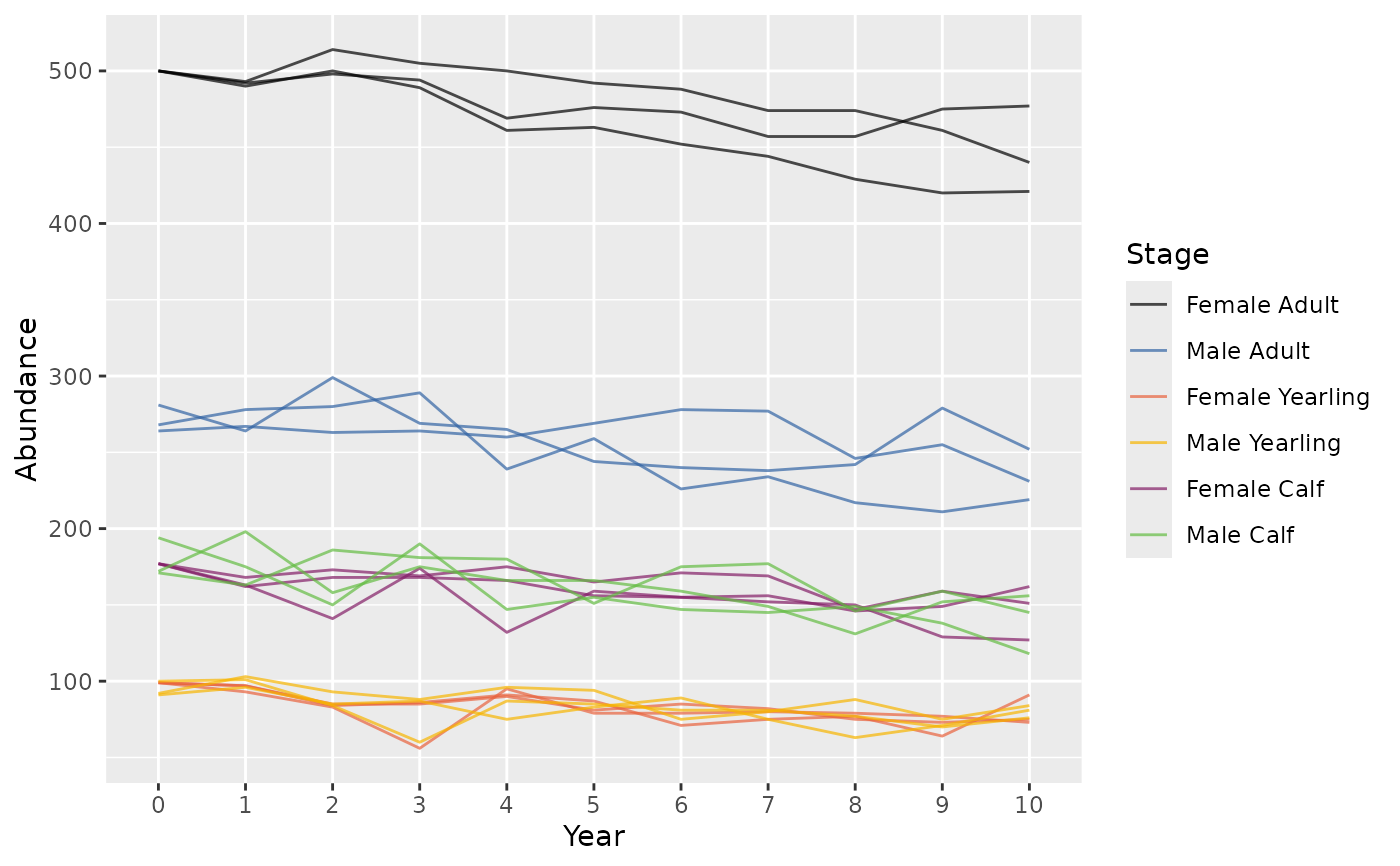 500
400
300
200
100
Abundance
0 1 2 3 4 5 6 7 8 9 10
Year
Stage
Female Adult
Male Adult
Female Yearling
Male Yearling
Female Calf
Male Calf